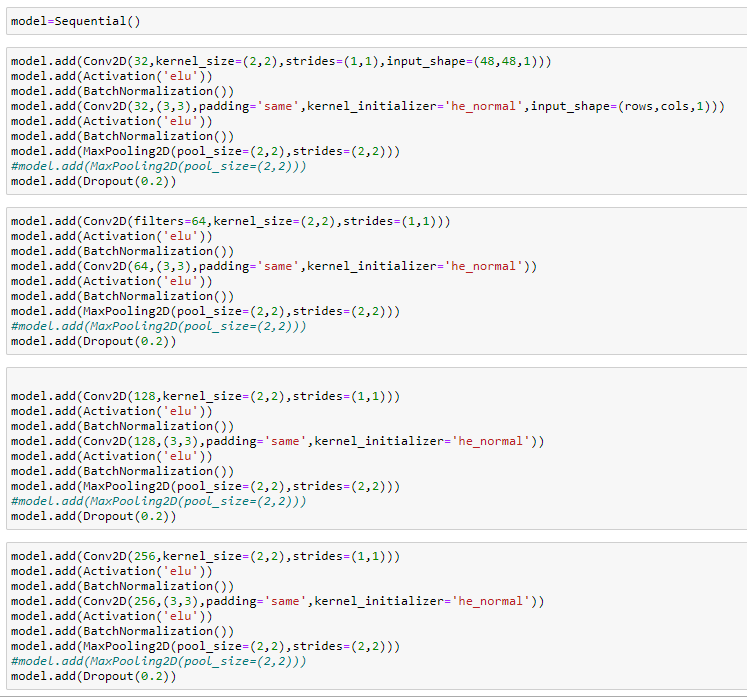 model=Sequential()
model.add(Conv2D(32,kernel_size=(2,2),strides=(1,1),input_shape=(48,48,1)))
model.add(Activation('elu'))
model.add(BatchNormalization())
model.add(Conv2D(32,(3,3),padding='same',kernel_initializer='he_normal',input_shape=(rows,cols,1)))
model.add(Activation('elu'))
model.add(BatchNormalization())
model.add(MaxPooling2D(pool_size=(2,2),strides=(2,2)))
#model.add(MaxPooling2D(pool_size=(2,2)))
model.add(Dropout(0.2))
model.add(Conv2D(filters=64,kernel_size=(2,2),strides=(1,1)))
model.add(Activation('elu'))
model.add(BatchNormalization())
model.add(Conv2D(64,(3,3),padding='same',kernel_initializer='he_normal'))
model.add(Activation('elu'))
model.add(BatchNormalization())
model.add(MaxPooling2D(pool_size=(2,2),strides=(2,2)))
#model.add(MaxPooling2D(pool_size=(2,2)))
model.add(Dropout(0.2))
model.add(Conv2D(128,kernel_size=(2,2),strides=(1,1)))
model.add(Activation('elu'))
model.add(BatchNormalization())
model.add(Conv2D(128,(3,3),padding='same',kernel_initializer='he_normal'))
model.add(Activation('elu'))
model.add(BatchNormalization())
model.add(MaxPooling2D(pool_size=(2,2),strides=(2,2)))
#model.add(MaxPooling2D(pool_size=(2,2)))
model.add(Dropout(0.2))
model.add(Conv2D(256,kernel_size=(2,2),strides=(1,1)))
model.add(Activation('elu'))
model.add(BatchNormalization())
model.add(Conv2D(256,(3,3),padding='same',kernel_initializer='he_normal'))
model.add(Activation('elu'))
model.add(BatchNormalization())
model.add(MaxPooling2D(pool_size=(2,2),strides=(2,2)))
#model.add(MaxPooling2D(pool_size=(2,2)))
model.add(Dropout(0.2))